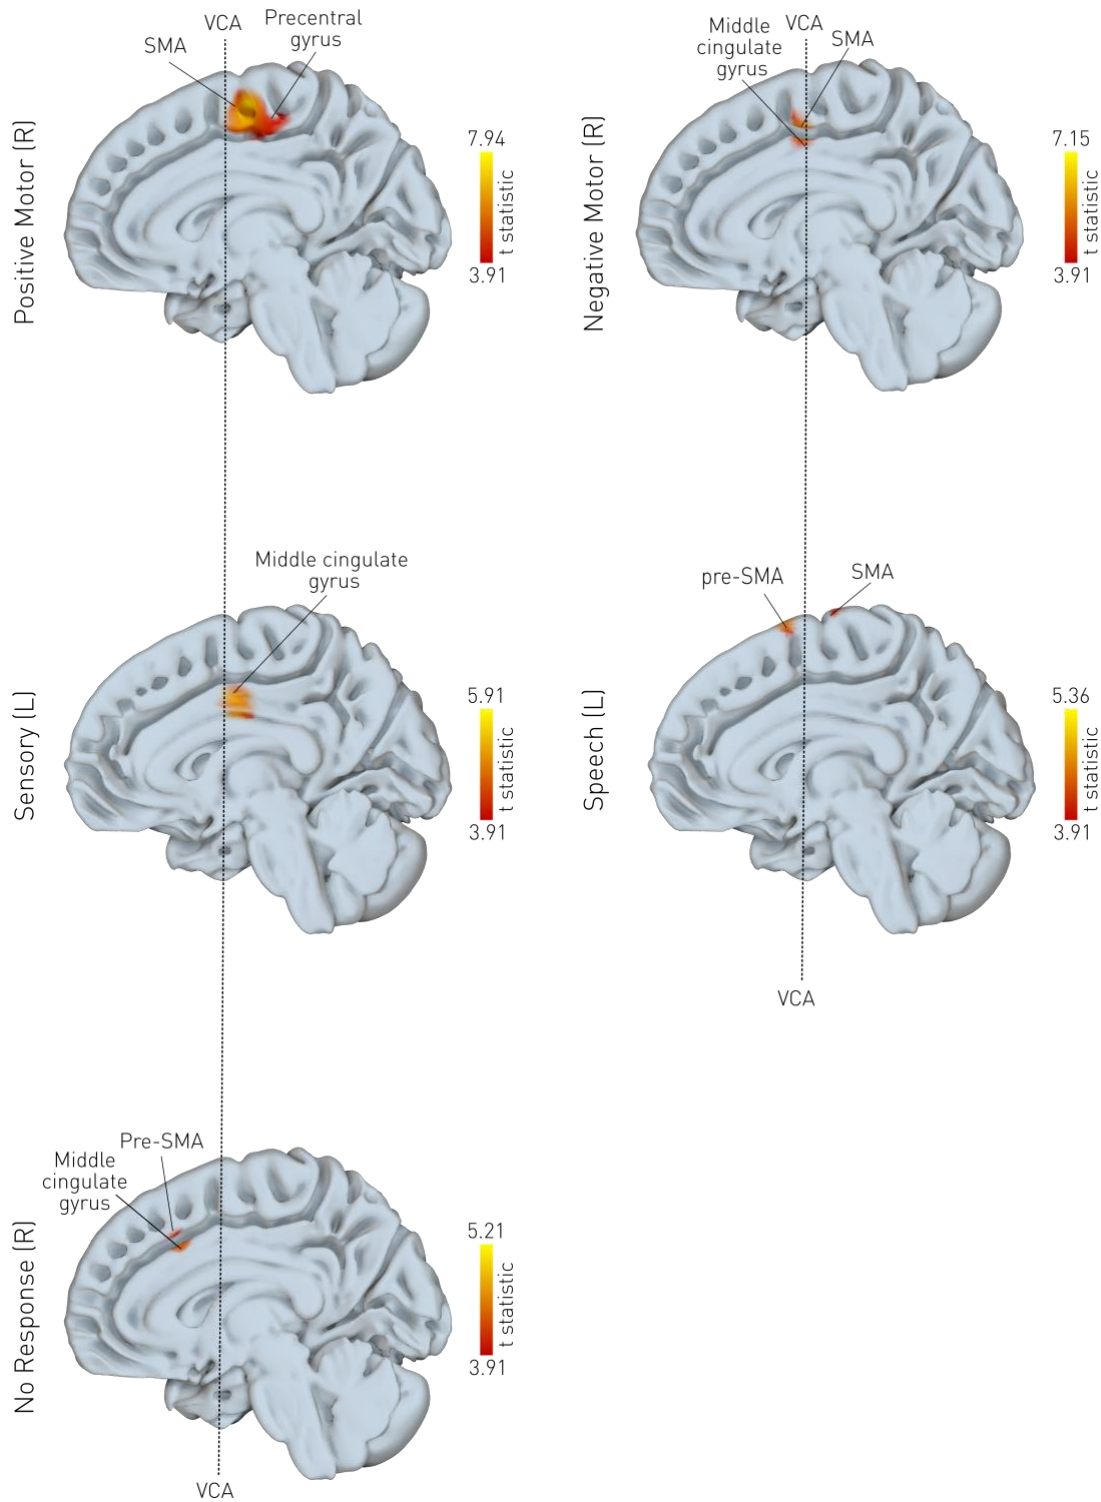 VCA
Precentral
gyrus
SMA
Positive Motor (R)
7.94
t statistic
3.91
Middle
cingulate
gyrus
VCA
SMA
Negative Motor (R)
7.15
t statistic
3.91
Middle cingulate
gyrus
Sensory (L)
5.91
t statistic
3.91
pre-SMA
SMA
Speech (L)
5.36
t statistic
3.91
VCA
Pre-SMA
Middle
cingulate
gyrus
No Response (R)
5.21
t statistic
3.91
VCA